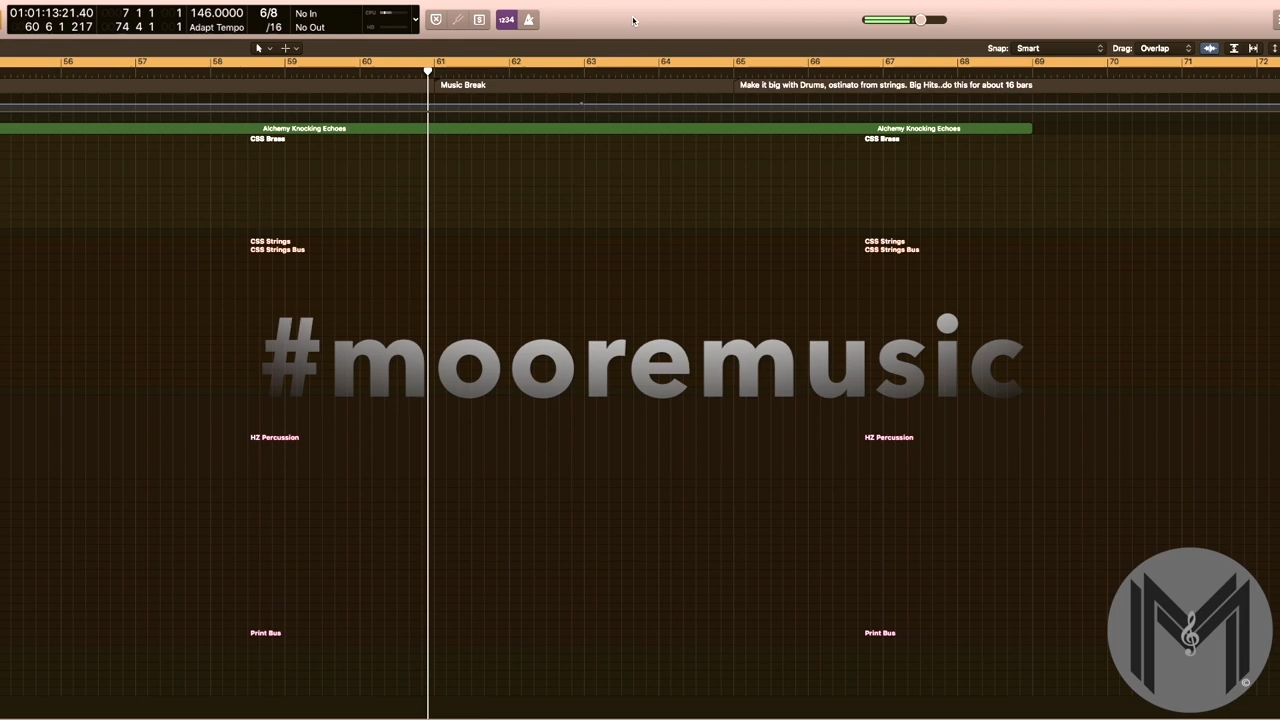 01:01:13:21.40 7 1 1 1 146.0000 6/8 No In CPU
60 6 1 217 74 4 1 1 Adapt Tempo /16 No Out HD
S 1234
Snap: Smart Drag: Overlap
56 57 58 59 60 61 62 63 64 65 66 67 68 69 70 71 72
Music Break Make it big with Drums, ostinato from strings. Big Hits..do this for about 16 bars
Alchemy Knocking Echoes Alchemy Knocking Echoes
CSS Brass CSS Brass
CSS Strings CSS Strings
CSS Strings Bus CSS Strings Bus
#mooremusic
HZ Percussion HZ Percussion
Print Bus Print Bus
M
©